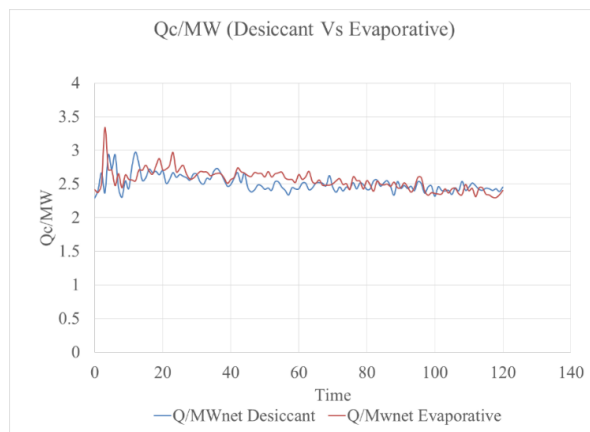 Qc/MW (Desiccant Vs Evaporative)
4
3.5
3
2.5
2
1.5
1
0.5
0
Qc/MW
0 20 40 60 80 100 120 140
Time
Q/MWnet Desiccant Q/Mwnet Evaporative